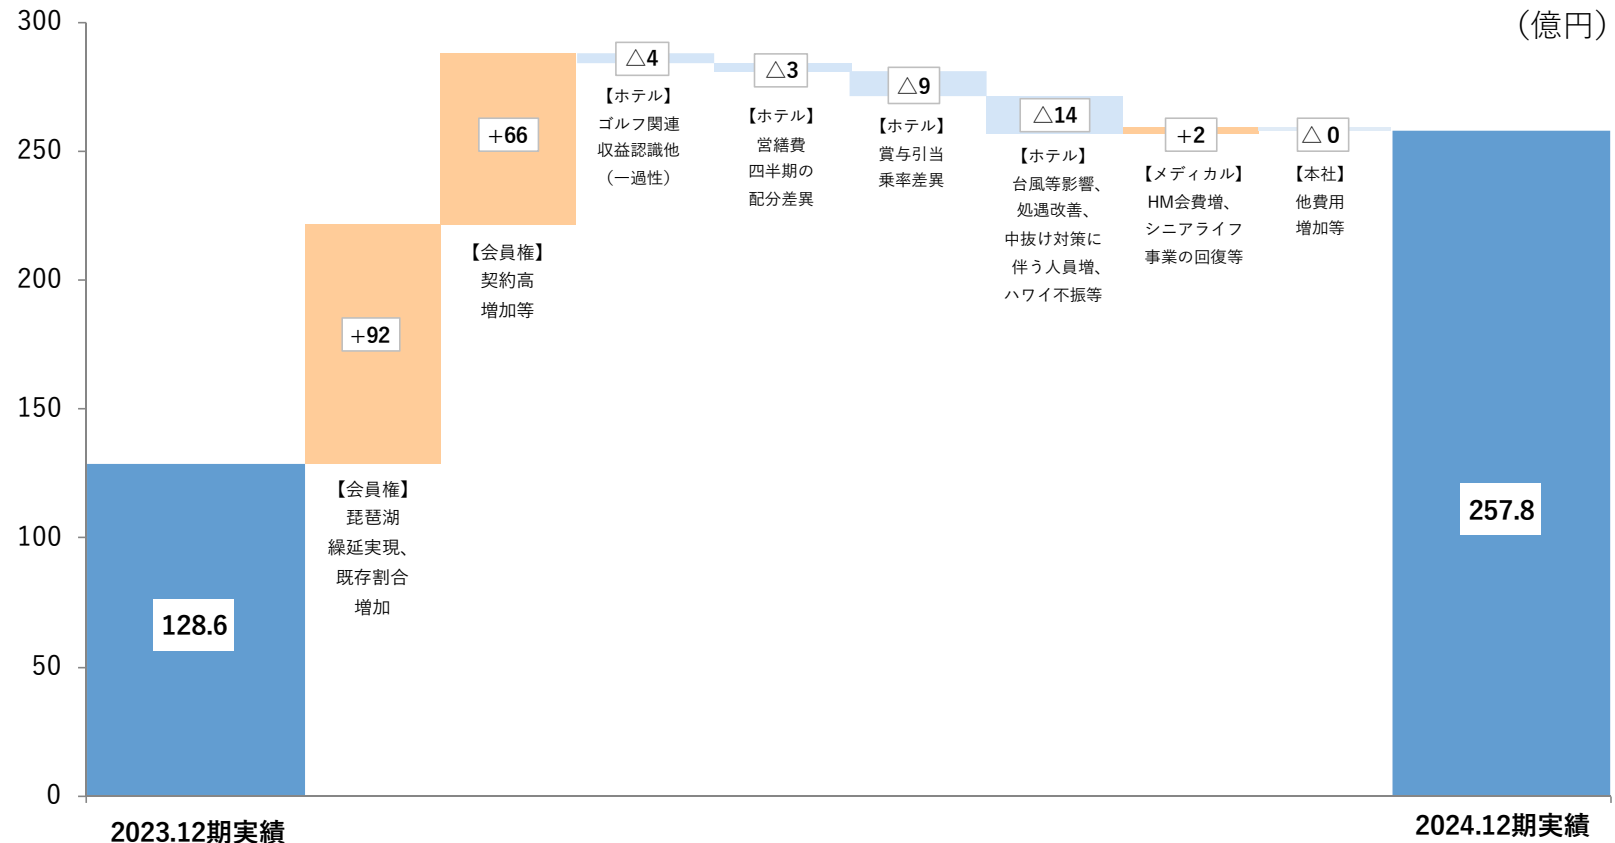 (億円)
300
250
200
150
100
50
0
128.6
2023.12期実績
+92
【会員権】
琵琶湖
繰延実現、
既存割合
増加
+66
【会員権】
契約高
増加等
△4
【ホテル】
ゴルフ関連
収益認識他
(一過性)
△3
【ホテル】
営繕費
四半期の
配分差異
△9
【ホテル】
賞与引当
乗率差異
△14
【ホテル】
台風等影響、
処遇改善、
中抜け対策に
伴う人員増、
ハワイ不振等
+2
【メディカル】
HM会費増、
シニアライフ
事業の回復等
△ 0
【本社】
他費用
増加等
257.8
2024.12期実績